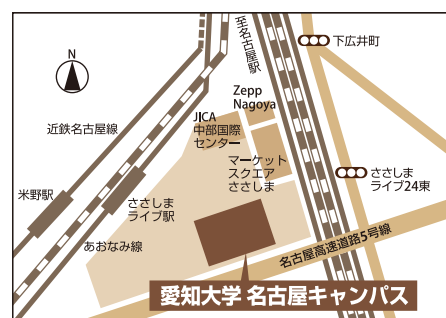 N
至名古屋駅
下広井町
Zepp
Nagoya
近鉄名古屋線
JICA
中部国際
センター
マーケット
スクエア
ささしま
ささしま
ライブ24東
米野駅
ささしま
ライブ駅
あおなみ線
名古屋高速道路5号線
愛知大学 名古屋キャンパス